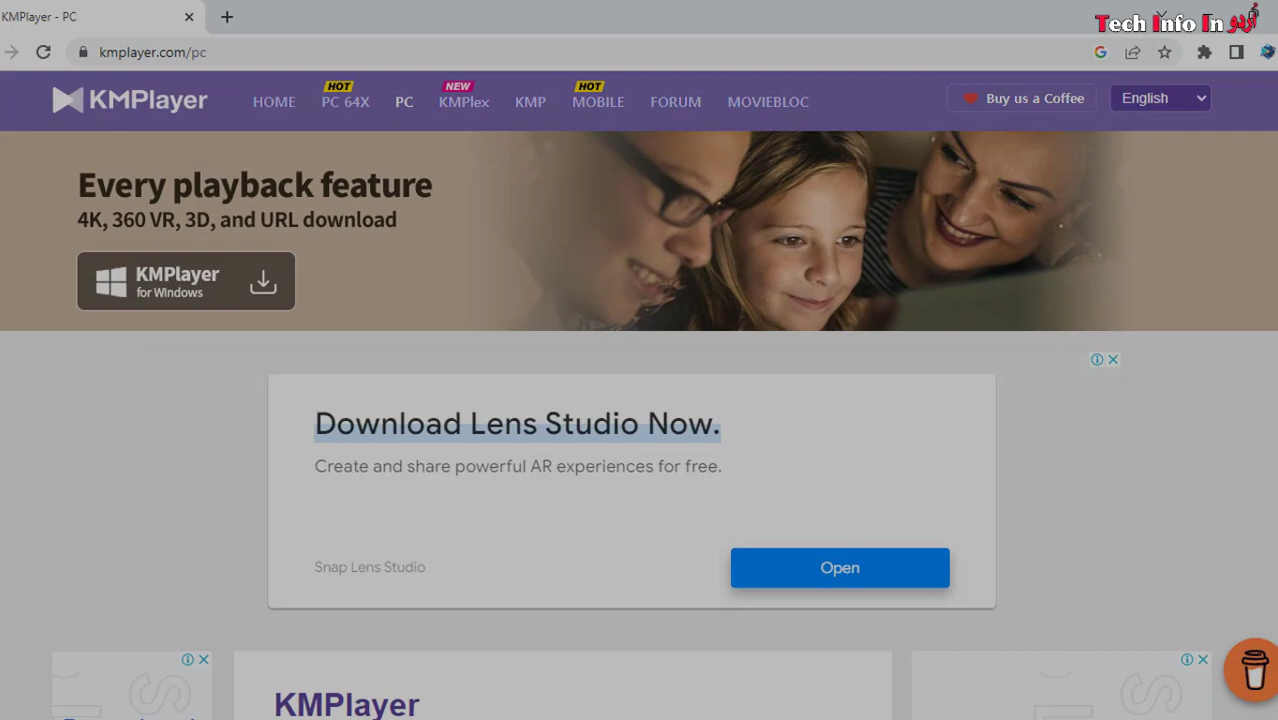 KMPlayer - PC
Tech Info In اُردُو
kmplayer.com/pc
KMPlayer
HOME
HOT
PC 64X
PC
NEW
KMPlex
KMP
HOT
MOBILE
FORUM
MOVIEBLOC
Buy us a Coffee
English
Every playback feature
4K, 360 VR, 3D, and URL download
KMPlayer
for Windows
Download Lens Studio Now.
Create and share powerful AR experiences for free.
Snap Lens Studio
Open
KMPlayer